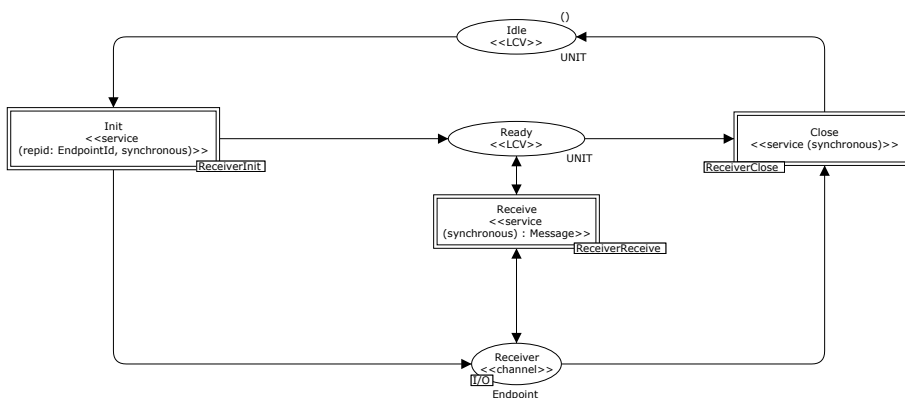 ()
Idle
<<LCV>>
UNIT
Init
<<service
(repid: EndpointId, synchronous)>>
ReceiverInit
Ready
<<LCV>>
UNIT
Close
<<service (synchronous)>>
ReceiverClose
Receive
<<service
(synchronous) : Message>>
ReceiverReceive
Receiver
<<channel>>
I/O
Endpoint